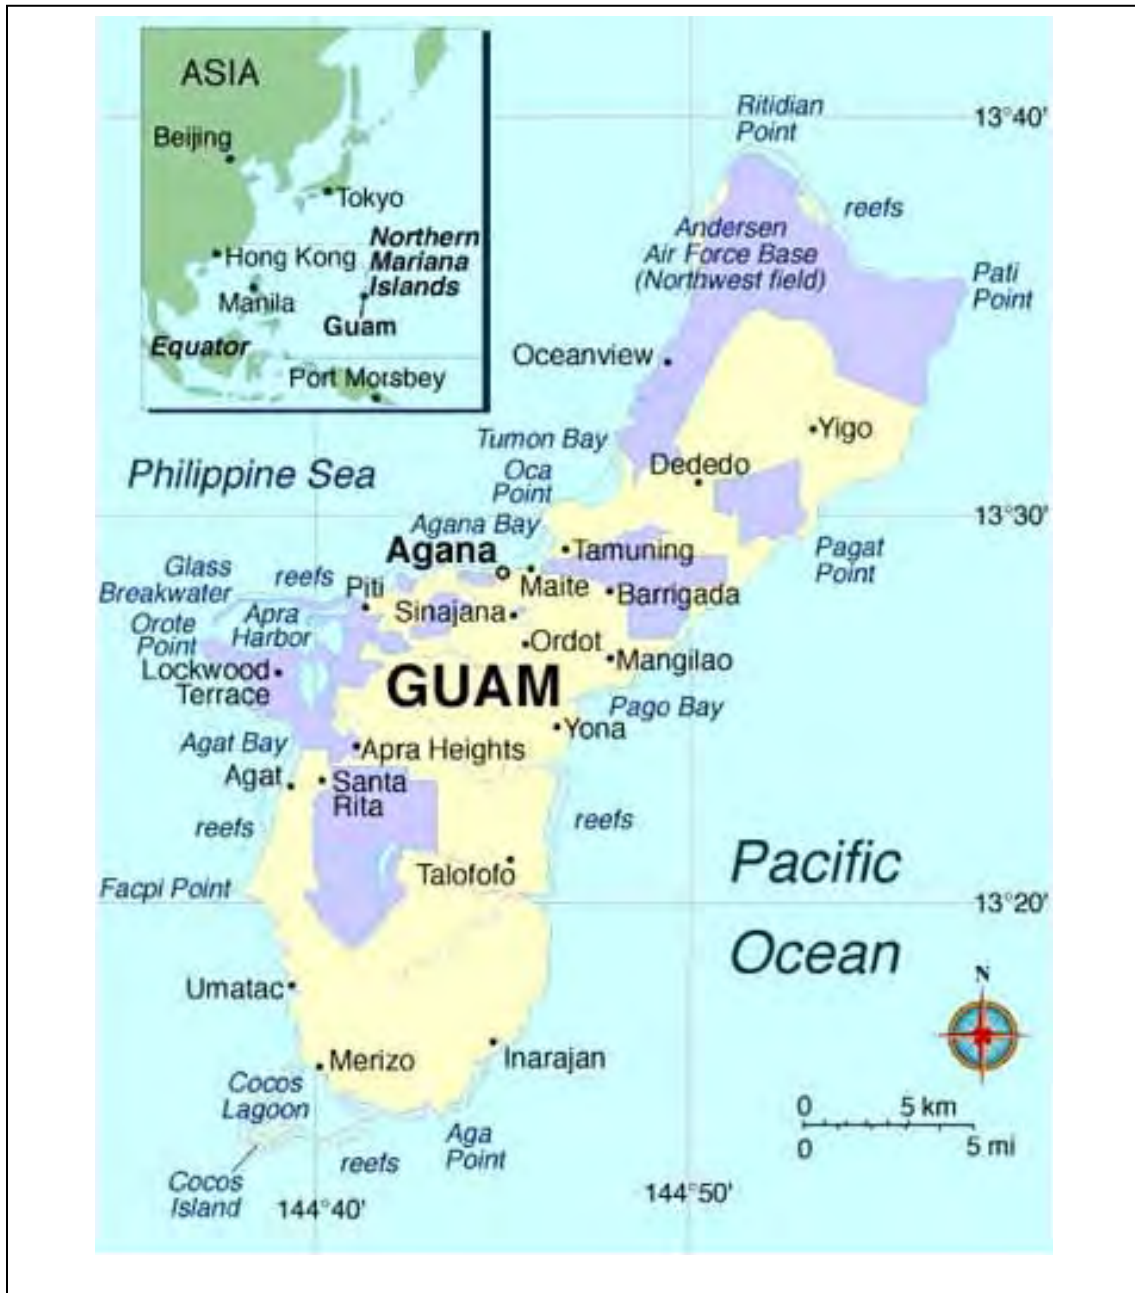 ASIA
Beijing
Tokyo
Northern
Mariana
Islands
Hong Kong
Manila
Guam
Equator
Port Morsbey
Ritidian
Point
13°40'
reefs
Andersen
Air Force Base
(Northwest field)
Pati
Point
Oceanview
Yigo
Tumon Bay
Dededo
Philippine Sea
Oca
Point
13°30'
Agana Bay
Agana
Tamuning
Pagat
Point
Glass
Breakwater
reefs
Piti
Maite
Barrigada
Sinajana
Orote
Point
Apra
Harbor
Ordot
Mangilao
Lockwood
Terrace
GUAM
Pago Bay
Yona
Agat Bay
Apra Heights
Agat
Santa
Rita
reefs
reefs
Talofofo
Pacific
Ocean
Facpi Point
13°20'
Umatac
N
Merizo
Inarajan
Cocos
Lagoon
0 5 km
0 5 mi
Aga
Point
reefs
Cocos
Island
144°40'
144°50'